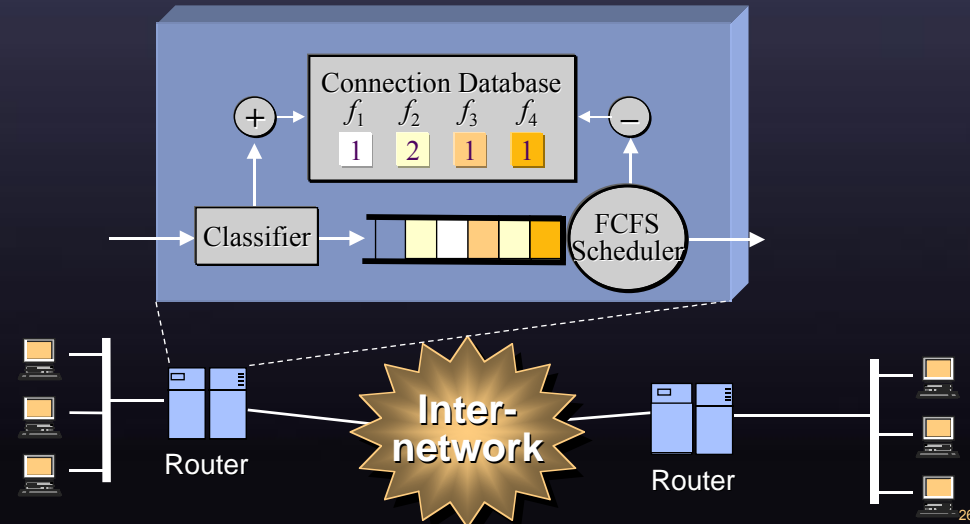 Connection Database
f1 f2 f3 f4
1 2 1 1
+
−
Classifier
FCFS
Scheduler
Inter-
network
Router
Router
26